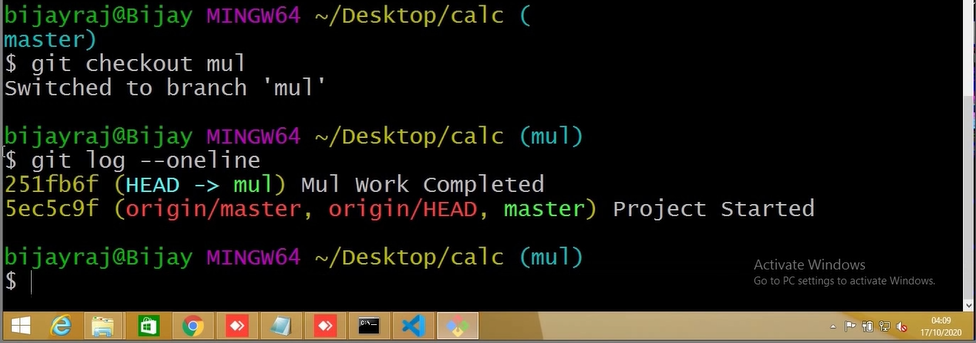 bijayraj@Bijay MINGW64 ~/Desktop/calc (
master)
$ git checkout mul
Switched to branch 'mul'
bijayraj@Bijay MINGW64 ~/Desktop/calc (mul)
$ git log --oneline
251fb6f (HEAD -> mul) Mul Work Completed
5ec5c9f (origin/master, origin/HEAD, master) Project Started
bijayraj@Bijay MINGW64 ~/Desktop/calc (mul)
$
Activate Windows
Go to PC settings to activate Windows.
04:09
17/10/2020